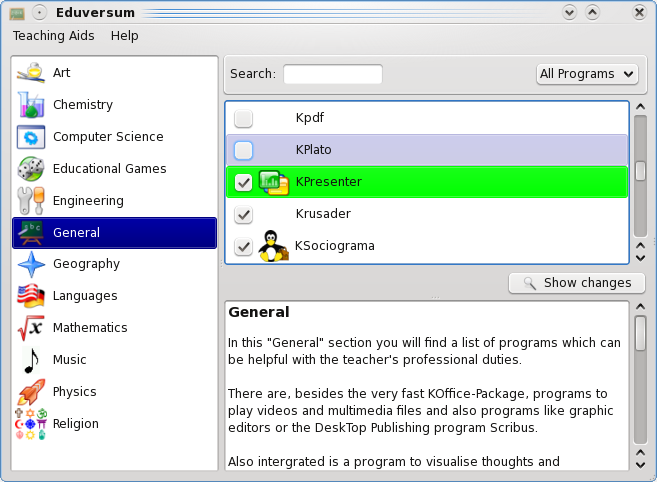 Eduversum
Teaching Aids Help
Art
Chemistry
Computer Science
Educational Games
Engineering
General
Geography
Languages
Mathematics
Music
Physics
Religion
Search:
All Programs
Kpdf
KPlato
KPresenter
Krusader
KSociograma
Show changes
General
In this "General" section you will find a list of programs which can
be helpful with the teacher's professional duties.
There are, besides the very fast KOffice-Package, programs to
play videos and multimedia files and also programs like graphic
editors or the DeskTop Publishing program Scribus.
Also intergrated is a program to visualise thoughts and